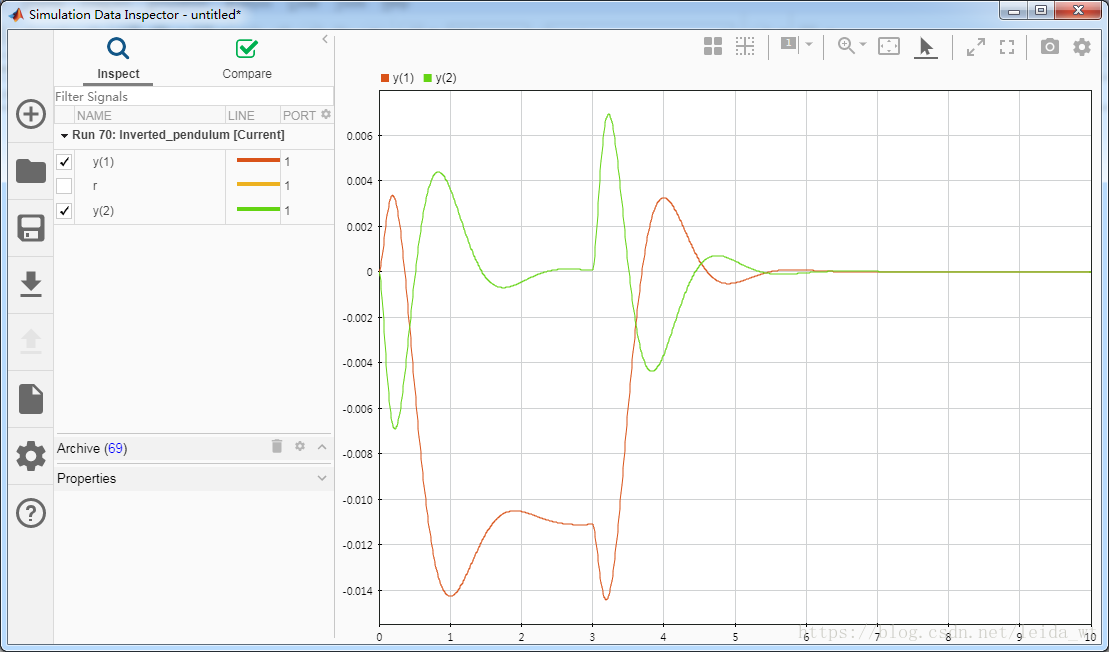 Simulation Data Inspector - untitled*
Inspect
Compare
Filter Signals
NAME LINE PORT
Run 70: Inverted_pendulum [Current]
y(1) 1
r 1
y(2) 1
Archive (69)
Properties
1
y(1) y(2)
0.006
0.004
0.002
0
-0.002
-0.004
-0.006
-0.008
-0.010
-0.012
-0.014
0 1 2 3 4 5 6 7 8 9 10
https://blog.csdn.net/leida_w